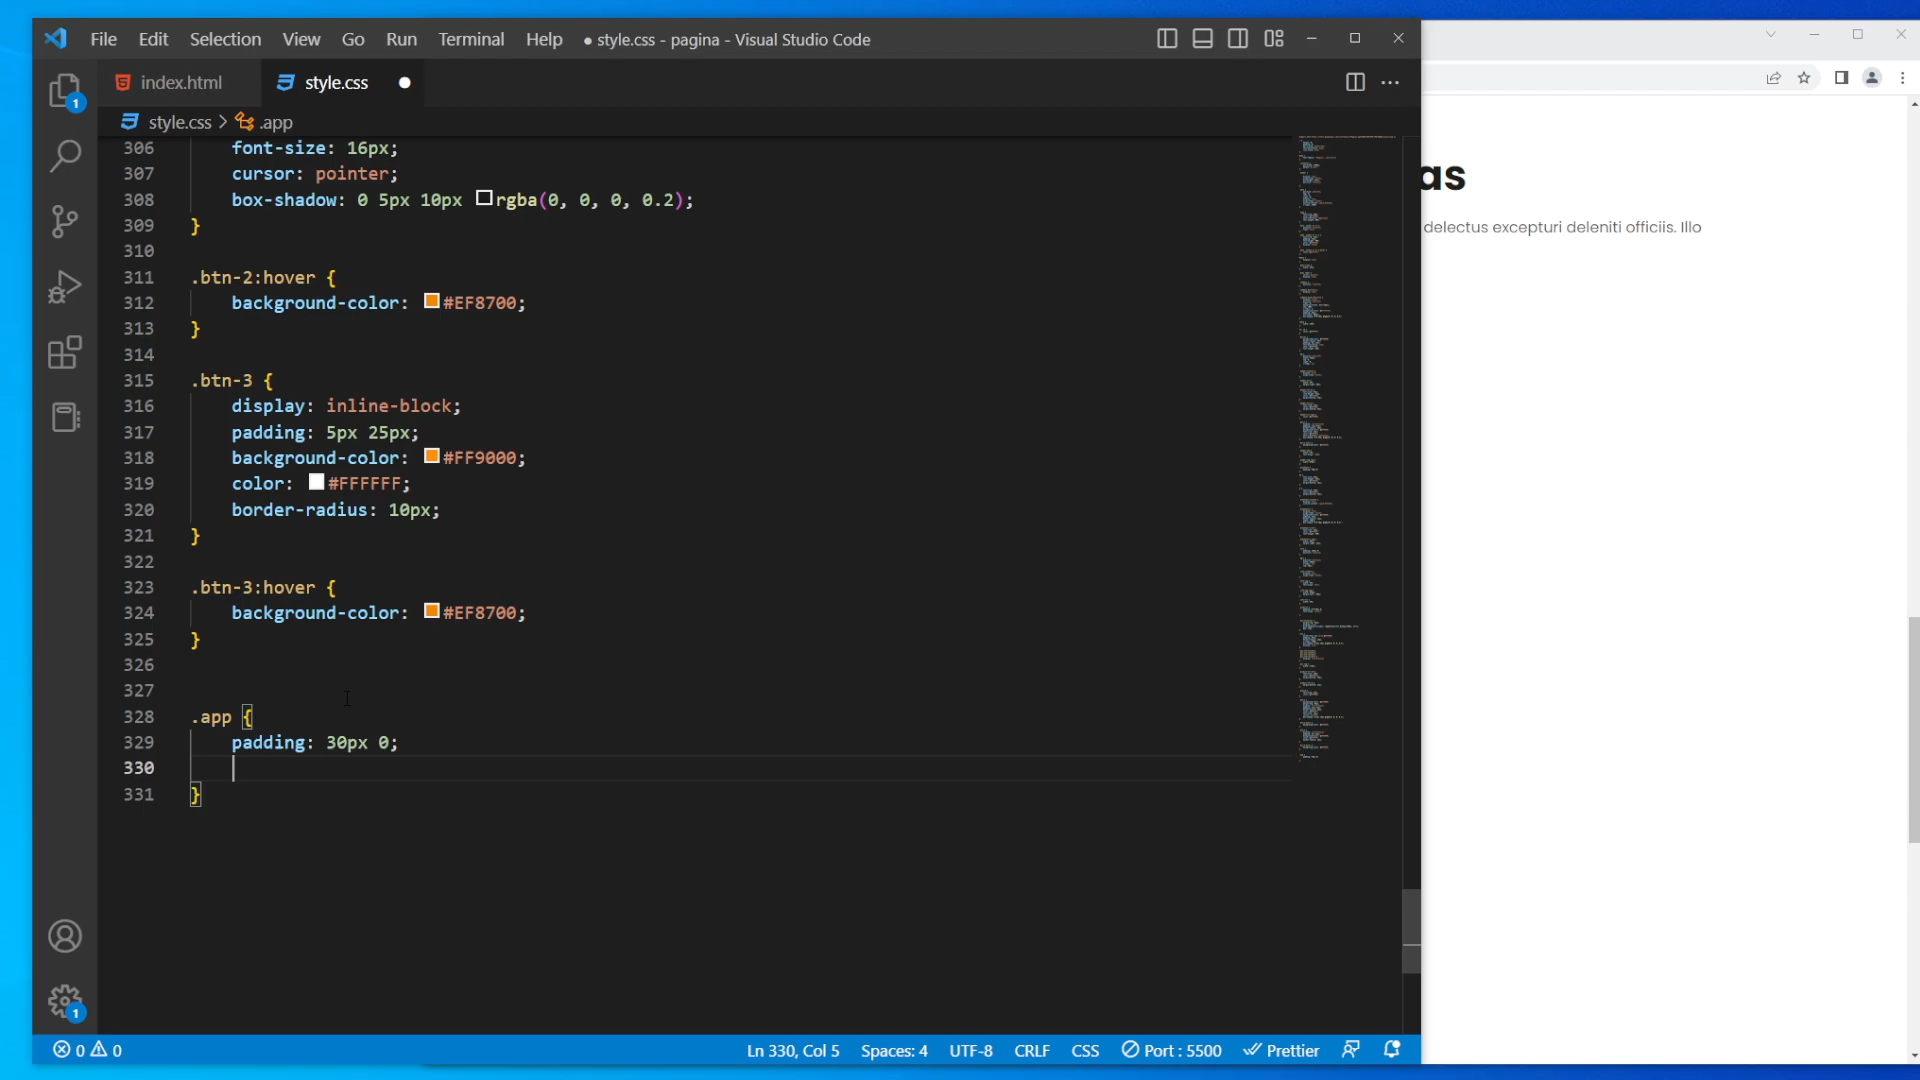 File Edit Selection View Go Run Terminal Help ● style.css - pagina - Visual Studio Code
index.html style.css
style.css > .app
306 font-size: 16px;
307 cursor: pointer;
308 box-shadow: 0 5px 10px rgba(0, 0, 0, 0.2);
309 }
310
311 .btn-2:hover {
312 background-color: #EF8700;
313 }
314
315 .btn-3 {
316 display: inline-block;
317 padding: 5px 25px;
318 background-color: #FF9000;
319 color: #FFFFFF;
320 border-radius: 10px;
321 }
322
323 .btn-3:hover {
324 background-color: #EF8700;
325 }
326
327
328 .app {
329 padding: 30px 0;
330
331 }
1
1
0 0 Ln 330, Col 5 Spaces: 4 UTF-8 CRLF CSS Port : 5500 Prettier
as
delectus excepturi deleniti officiis. Illo